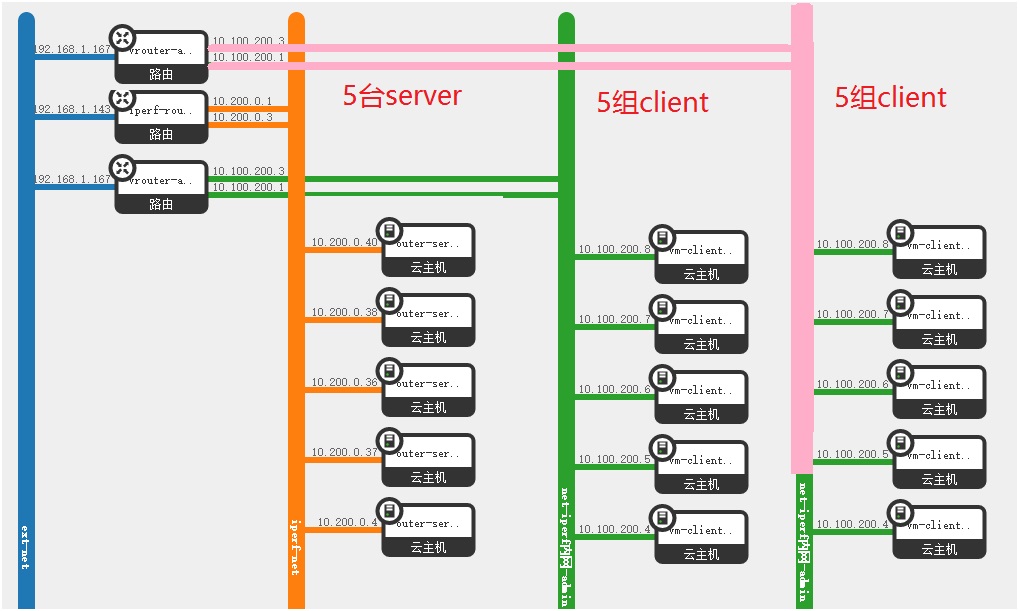 192.168.1.167
vrouter-a..
路由
10.100.200.3
10.100.200.1
192.168.1.143
iperf-rou..
路由
10.200.0.1
10.200.0.3
192.168.1.167
vrouter-a..
路由
10.100.200.3
10.100.200.1
5台server
5组client
5组client
10.200.0.40
outer-ser..
云主机
10.200.0.38
outer-ser..
云主机
10.200.0.36
outer-ser..
云主机
10.200.0.37
outer-ser..
云主机
10.200.0.4
outer-ser..
云主机
10.100.200.8
vm-client..
云主机
10.100.200.7
vm-client..
云主机
10.100.200.6
vm-client..
云主机
10.100.200.5
vm-client..
云主机
10.100.200.4
vm-client..
云主机
10.100.200.8
vm-client..
云主机
10.100.200.7
vm-client..
云主机
10.100.200.6
vm-client..
云主机
10.100.200.5
vm-client..
云主机
10.100.200.4
vm-client..
云主机
ext-net
iperf-net
net-iperf内网-admin
net-iperf内网-admin